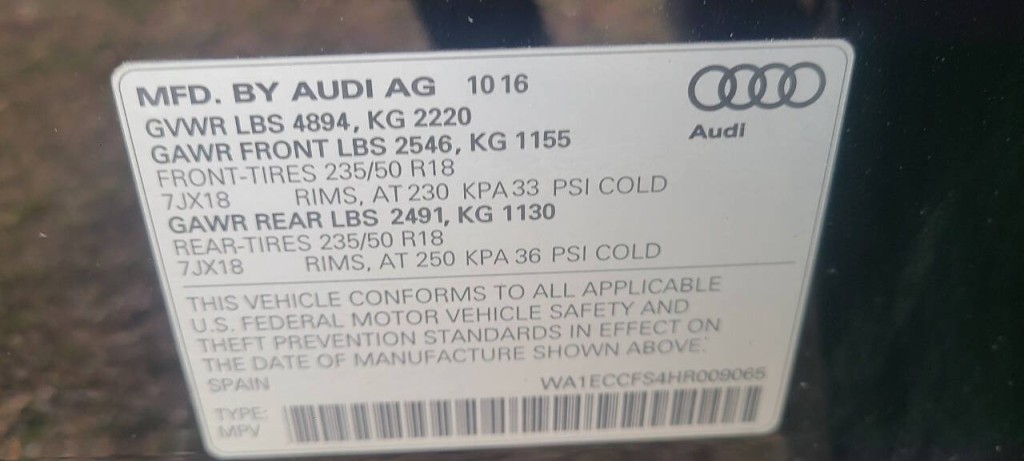 MFD. BY AUDI AG 10 16
Audi
GVWR LBS 4894, KG 2220
GAWR FRONT LBS 2546, KG 1155
FRONT-TIRES 235/50 R18
7JX18 RIMS, AT 230 KPA 33 PSI COLD
GAWR REAR LBS 2491, KG 1130
REAR-TIRES 235/50 R18
7JX18 RIMS, AT 250 KPA 36 PSI COLD
THIS VEHICLE CONFORMS TO ALL APPLICABLE
U.S. FEDERAL MOTOR VEHICLE SAFETY AND
THEFT PREVENTION STANDARDS IN EFFECT ON
THE DATE OF MANUFACTURE SHOWN ABOVE.
SPAIN WA1ECCFS4HR009065
TYPE:
MPV